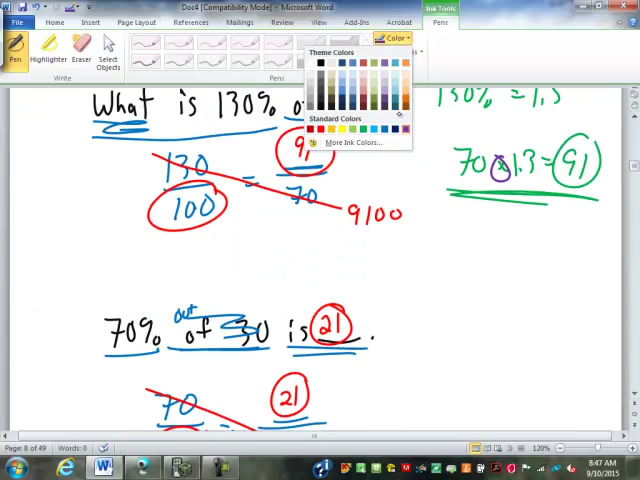 Doc4 [Compatibility Mode] - Microsoft Word
Ink Tools
File Home Insert Page Layout References Mailings Review View Add-Ins Acrobat Pens
Pen Highlighter Eraser Select Objects
Color
Write Pens
Theme Colors
Standard Colors
More Ink Colors...
What is 130%
130% = 1.3
130 = 91
100 70
9100
70 x 1.3 = 91
out
70% of 30 is 21.
70 = 21
Page: 8 of 49 Words: 0 120%
8:47 AM
9/10/2015